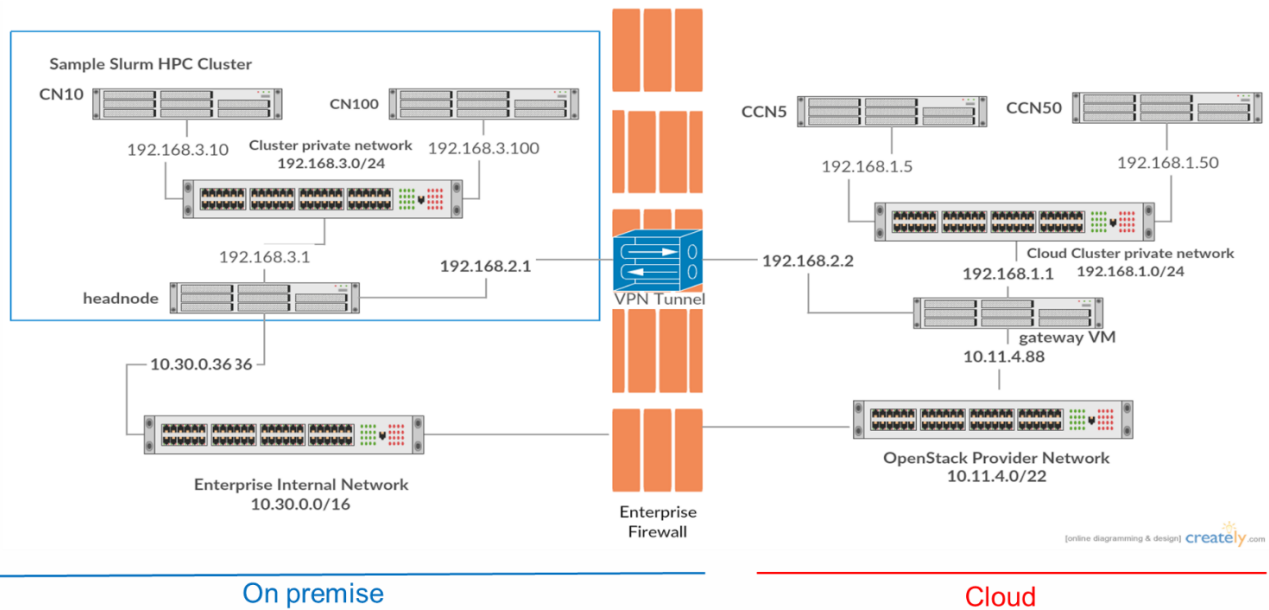 Sample Slurm HPC Cluster
CN10
CN100
192.168.3.10
Cluster private network
192.168.3.0/24
192.168.3.100
192.168.3.1
headnode
192.168.2.1
10.30.0.3636
Enterprise Internal Network
10.30.0.0/16
VPN Tunnel
Enterprise
Firewall
CCN5
CCN50
192.168.1.5
192.168.1.50
192.168.2.2
Cloud Cluster private network
192.168.1.0/24
192.168.1.1
gateway VM
10.11.4.88
OpenStack Provider Network
10.11.4.0/22
[online diagramming & design] creately.com
On premise
Cloud